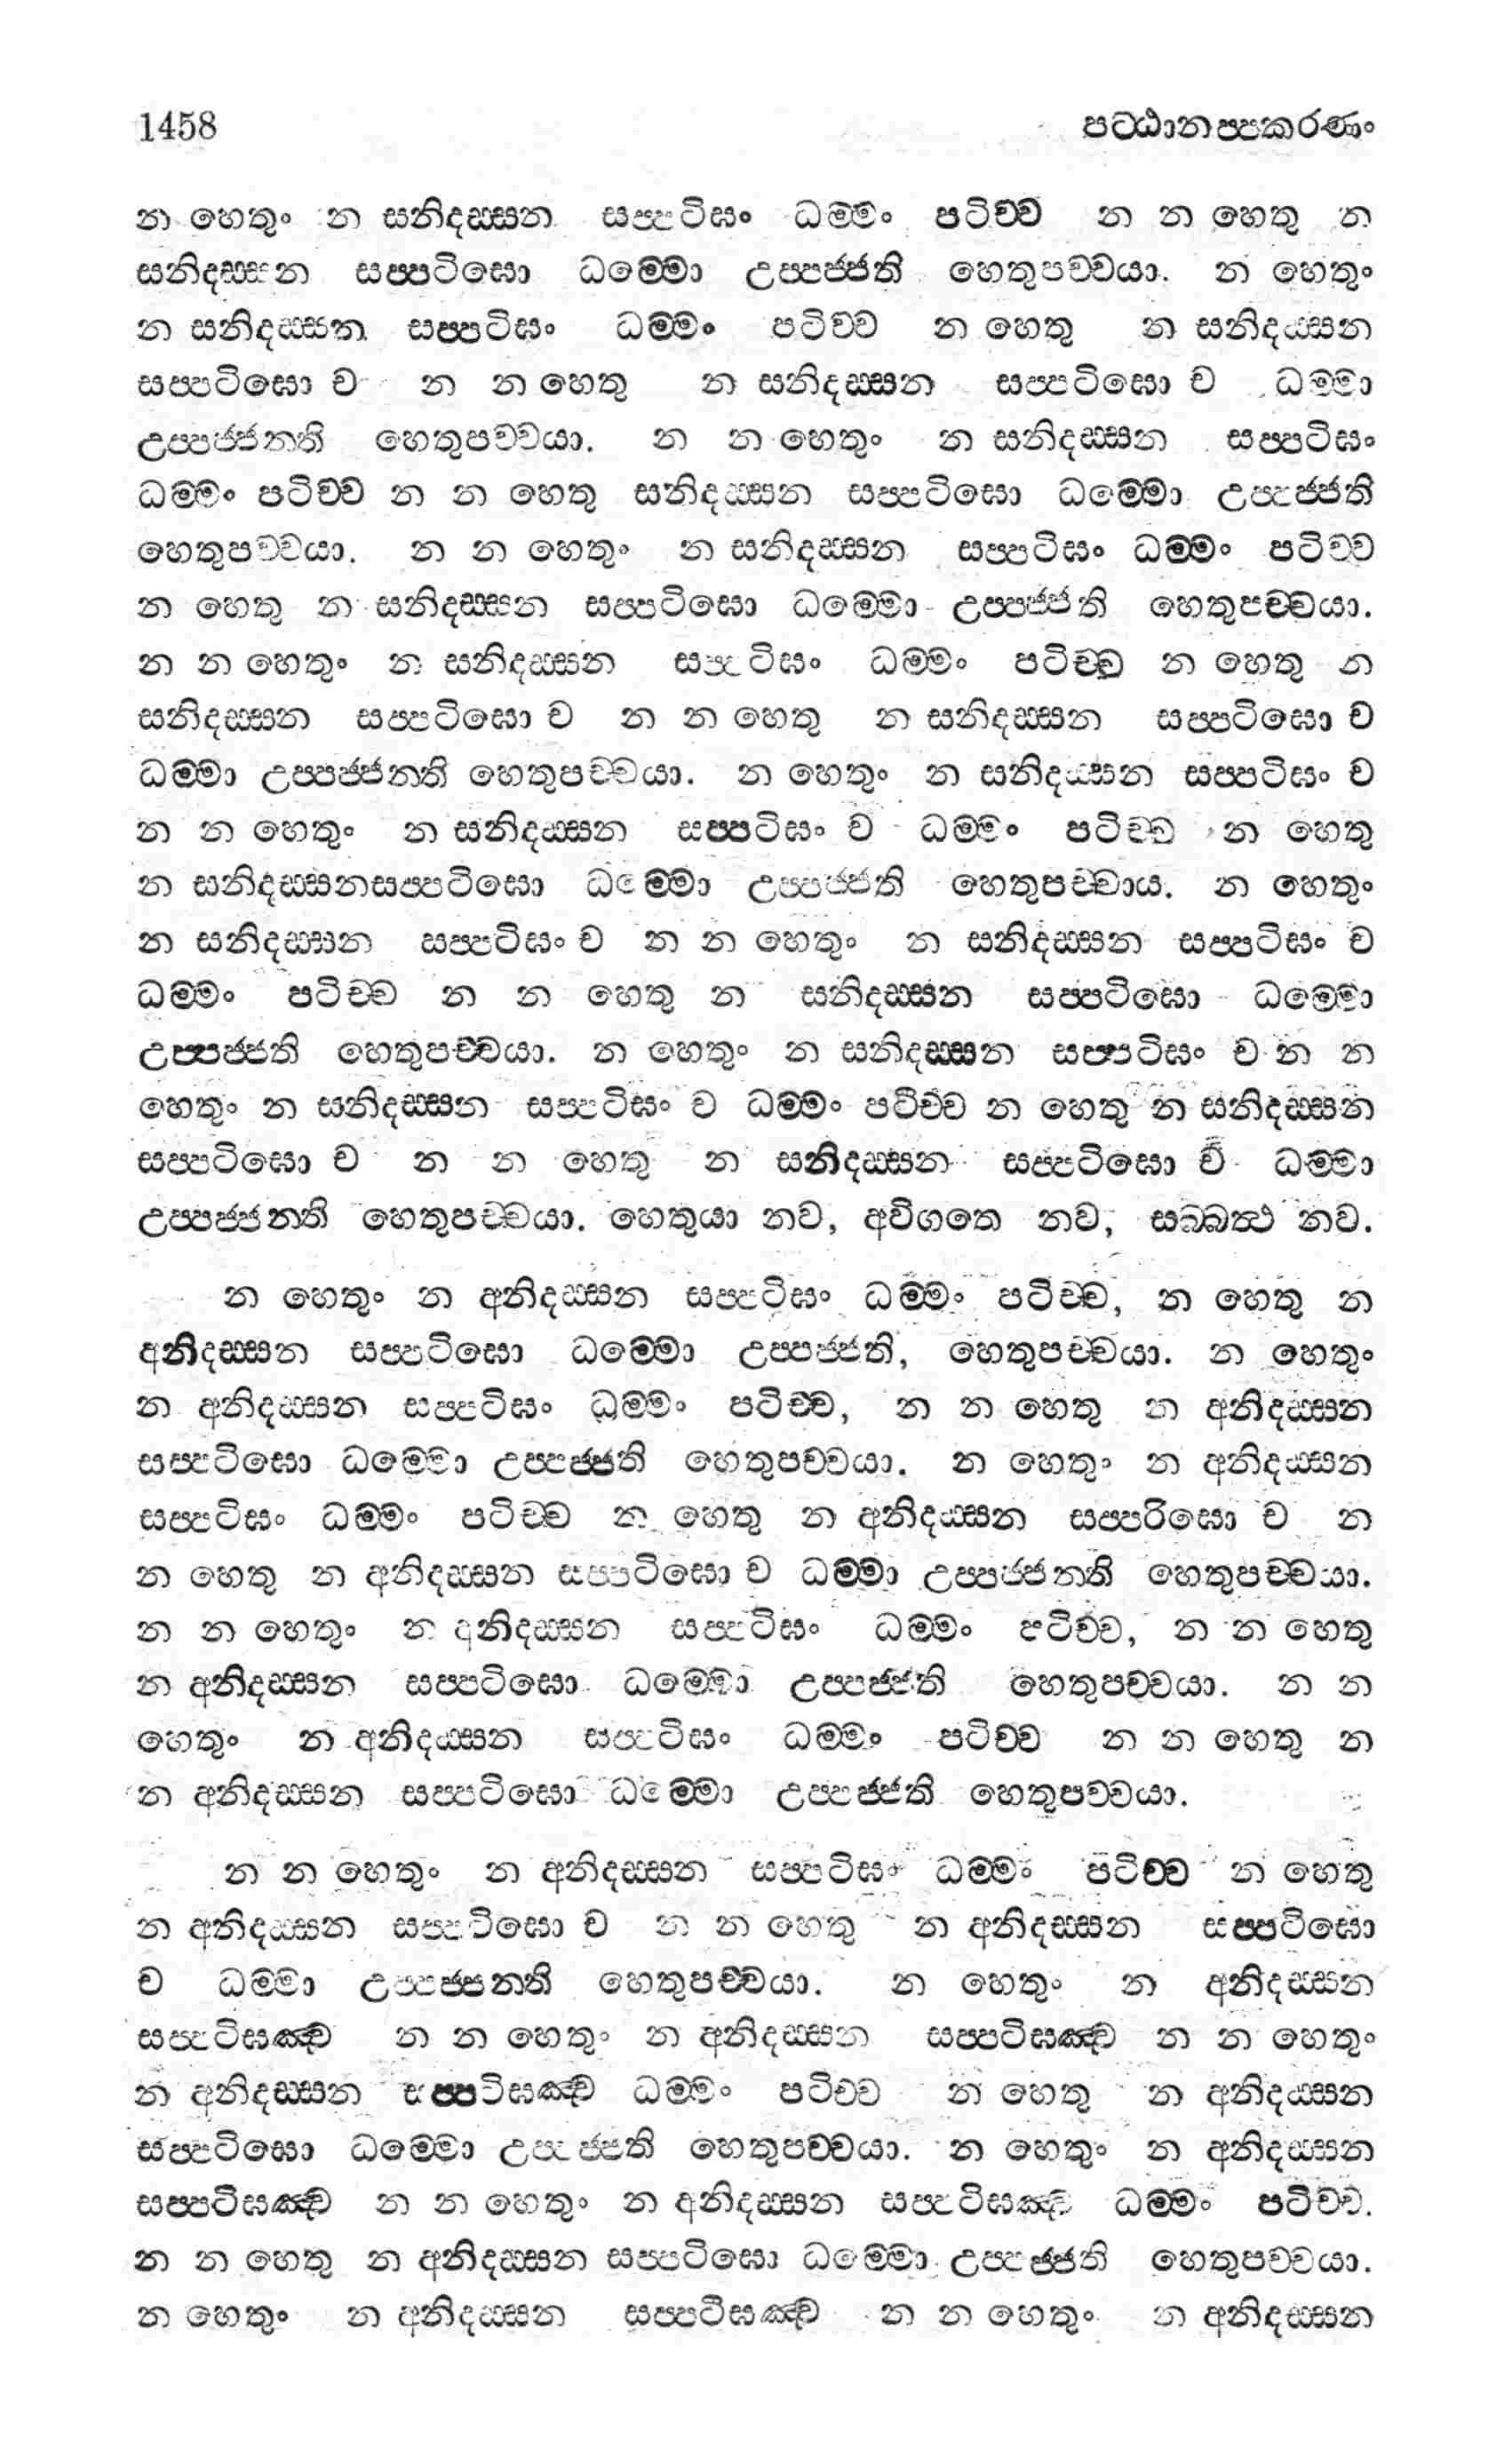 1458 පට්ඨානප්පකරණං
න හෙතුං න සනිදස්සන සප්පටිඝං ධම්මං පටිච්ච න න හෙතු න
සනිදස්සන සප්පටිඝො ධම්මො උප්පජ්ජති හෙතුපච්චයා. න හෙතුං
න සනිදස්සන සප්පටිඝං ධම්මං පටිච්ච න හෙතු න සනිදස්සන
සප්පටිඝො ච න න හෙතු න සනිදස්සන සප්පටිඝො ච ධම්මා
උප්පජ්ජන්ති හෙතුපච්චයා. න න හෙතුං න සනිදස්සන සප්පටිඝං
ධම්මං පටිච්ච න න හෙතු සනිදස්සන සප්පටිඝො ධම්මො උප්පජ්ජති
හෙතුපච්චයා. න න හෙතුං න සනිදස්සන සප්පටිඝං ධම්මං පටිච්ච
න හෙතු න සනිදස්සන සප්පටිඝො ධම්මො උප්පජ්ජති හෙතුපච්චයා.
න න හෙතුං න සනිදස්සන සප්පටිඝං ධම්මං පටිච්ච න හෙතු න
සනිදස්සන සප්පටිඝො ච න න හෙතු න සනිදස්සන සප්පටිඝො ච
ධම්මා උප්පජ්ජන්ති හෙතුපච්චයා. න හෙතුං න සනිදස්සන සප්පටිඝං ච
න න හෙතුං න සනිදස්සන සප්පටිඝං ච ධම්මං පටිච්ච න හෙතු
න සනිදස්සනසප්පටිඝො ධම්මො උප්පජ්ජති හෙතුපච්චාය. න හෙතුං
න සනිදස්සන සප්පටිඝං ච න න හෙතුං න සනිදස්සන සප්පටිඝං ච
ධම්මං පටිච්ච න න හෙතු න සනිදස්සන සප්පටිඝො ධම්මො
උප්පජ්ජති හෙතුපච්චයා. න හෙතුං න සනිදස්සන සප්පටිඝං ච න න
හෙතුං න සනිදස්සන සප්පටිඝං ච ධම්මං පටිච්ච න හෙතු න සනිදස්සන
සප්පටිඝො ච න න හෙතු න සනිදස්සන සප්පටිඝො ච ධම්මා
උප්පජ්ජන්ති හෙතුපච්චයා. හෙතුයා නව, අවිගතෙ නව, සබ්බත්ථ නව.
න හෙතුං න අනිදස්සන සප්පටිඝං ධම්මං පටිච්ච, න හෙතු න
අනිදස්සන සප්පටිඝො ධම්මො උප්පජ්ජති, හෙතුපච්චයා. න හෙතුං
න අනිදස්සන සප්පටිඝං ධම්මං පටිච්ච, න න හෙතු න අනිදස්සන
සප්පටිඝො ධම්මො උප්පජ්ජති හෙතුපච්චයා. න හෙතුං න අනිදස්සන
සප්පටිඝං ධම්මං පටිච්ච න හෙතු න අනිදස්සන සප්පරිඝො ච න
න හෙතු න අනිදස්සන සප්පටිඝො ච ධම්මා උප්පජ්ජන්ති හෙතුපච්චයා.
න න හෙතුං න අනිදස්සන සප්පටිඝං ධම්මං පටිච්ච, න න හෙතු
න අනිදස්සන සප්පටිඝො ධම්මො උප්පජ්ජති හෙතුපච්චයා. න න
හෙතුං න අනිදස්සන සප්පටිඝං ධම්මං පටිච්ච න න හෙතු න
න අනිදස්සන සප්පටිඝො ධම්මො උප්පජ්ජති හෙතුපච්චයා.
න න හෙතුං න අනිදස්සන සප්පටිඝං ධම්මං පටිච්ච න හෙතු
න අනිදස්සන සප්පටිඝො ච න න හෙතු න අනිදස්සන සප්පටිඝො
ච ධම්මා උප්පජ්ජන්ති හෙතුපච්චයා. න හෙතුං න අනිදස්සන
සප්පටිඝඤ්ච න න හෙතුං න අනිදස්සන සප්පටිඝඤ්ච න න හෙතුං
න අනිදස්සන සප්පටිඝඤ්ච ධම්මං පටිච්ච න හෙතු න අනිදස්සන
සප්පටිඝො ධම්මො උප්පජ්ජති හෙතුපච්චයා. න හෙතුං න අනිදස්සන
සප්පටිඝඤ්ච න න හෙතුං න අනිදස්සන සප්පටිඝඤ්ච ධම්මං පටිච්ච.
න න හෙතු න අනිදස්සන සප්පටිඝො ධම්මො උප්පජ්ජති හෙතුපච්චයා.
න හෙතුං න අනිදස්සන සප්පටිඝඤ්ච න න හෙතුං න අනිදස්සන